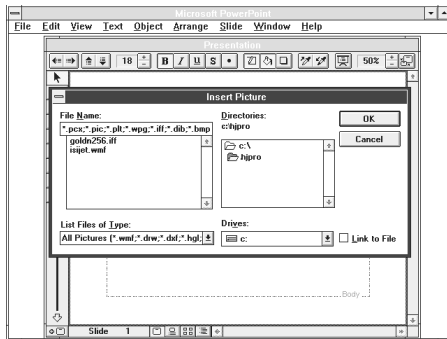 Microsoft PowerPoint
File Edit View Text Object Arrange Slide Window Help
Presentation
18 B I U S 50%
Insert Picture
File Name:
*.pcx;*.pic;*.plt;*.wpg;*.iff;*.dib;*.bmp
goldn256.iff
isijet.wmf
Directories:
c:\hjpro
c:\
hjpro
OK
Cancel
List Files of Type:
All Pictures (*.wmf;*.drw;*.dxf;*.hgl;
Drives:
c:
Link to File
Body
Slide 1